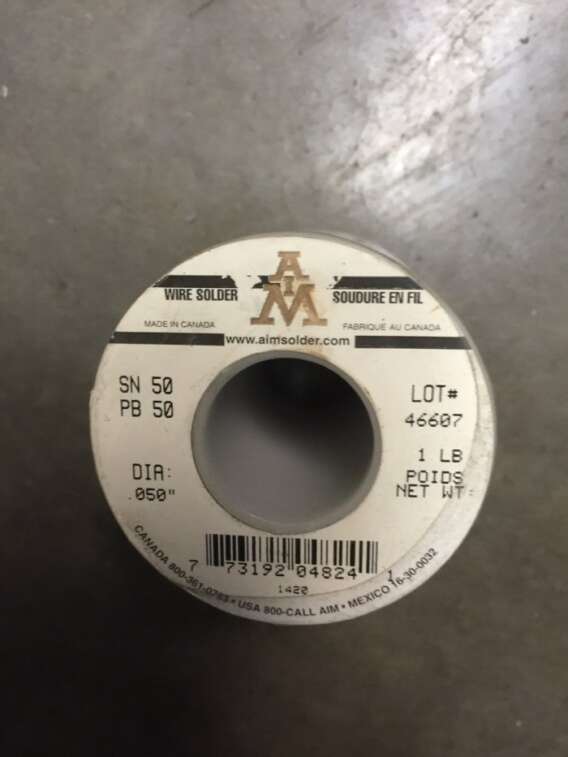 AIM
WIRE SOLDER
SOUDURE EN FIL
MADE IN CANADA
FABRIQUE AU CANADA
www.aimsolder.com
SN 50
PB 50
LOT#
46607
DIA:
.050"
1 LB
POIDS
NET WT:
7 73192 04824 1
1420
CANADA 800-361-0783 • USA 800-CALL AIM • MEXICO 16-30-0032